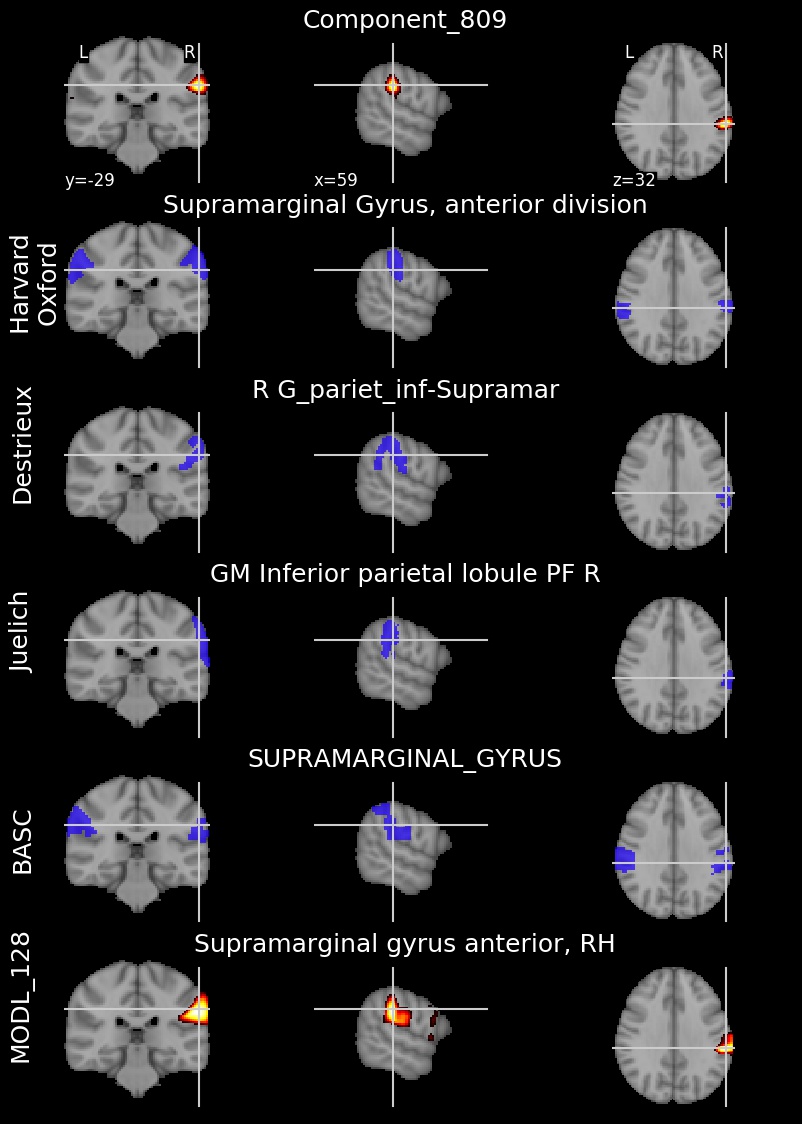 Component_809
L R
L R
y=-29
x=59
z=32
Supramarginal Gyrus, anterior division
Harvard
Oxford
R G_pariet_inf-Supramar
Destrieux
GM Inferior parietal lobule PF R
Juelich
SUPRAMARGINAL_GYRUS
BASC
Supramarginal gyrus anterior, RH
MODL_128